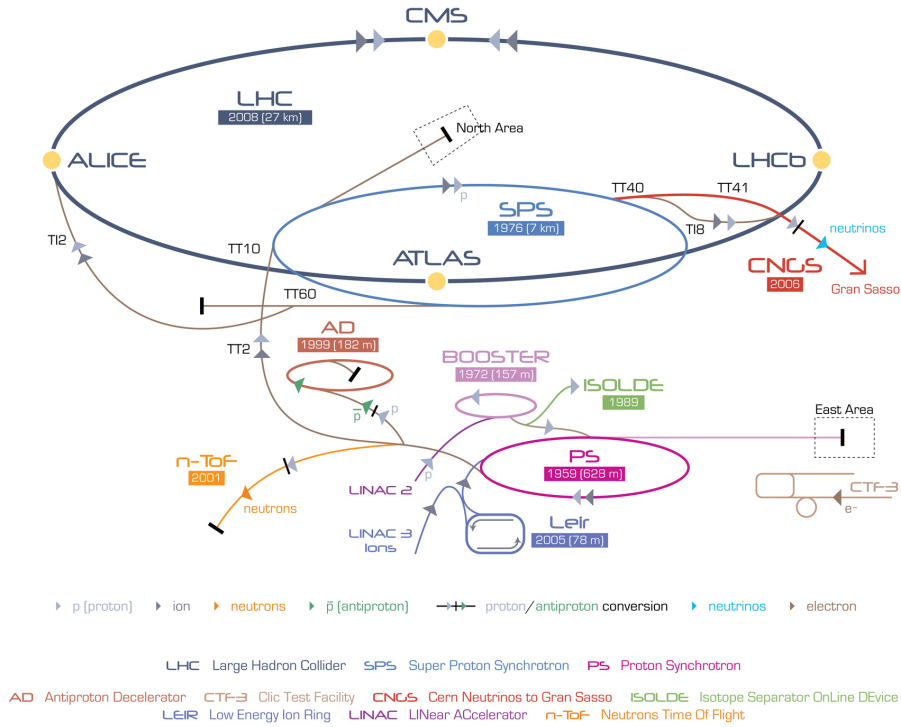 CMS
LHC
2008 (27 km)
North Area
ALICE
LHCb
p
TT40
TT41
SPS
1976 (7 km)
TI8
neutrinos
TI2
TT10
ATLAS
CNGS
2006
Gran Sasso
TT60
AD
1999 (182 m)
TT2
BOOSTER
1972 (157 m)
ISOLDE
1989
p̅
p
East Area
n-ToF
2001
PS
1959 (628 m)
p
LINAC 2
neutrons
CTF-3
e-
LINAC 3
Ions
Leir
2005 (78 m)
p (proton)
ion
neutrons
p̅ (antiproton)
proton/antiproton conversion
neutrinos
electron
LHC Large Hadron Collider
SPS Super Proton Synchrotron
PS Proton Synchrotron
AD Antiproton Decelerator
CTF-3 Clic Test Facility
CNGS Cern Neutrinos to Gran Sasso
ISOLDE Isotope Separator OnLine DEvice
LEIR Low Energy Ion Ring
LINAC LINear ACcelerator
n-ToF Neutrons Time Of Flight